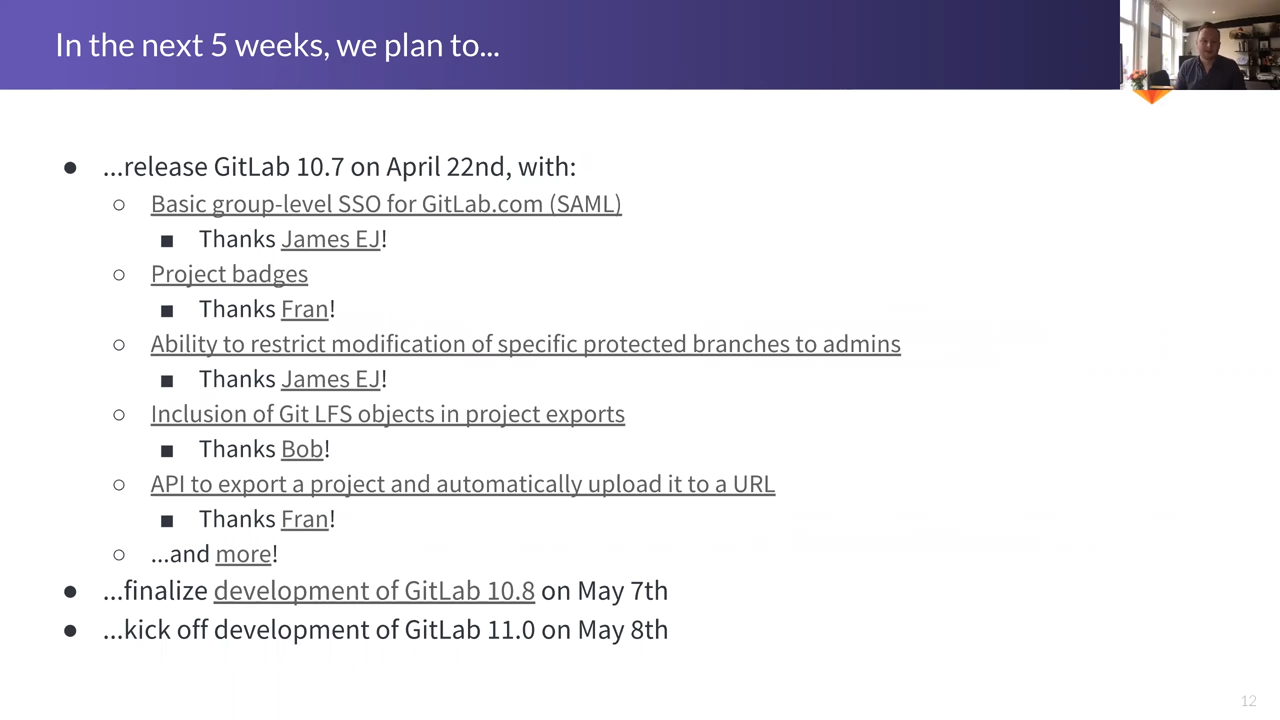 In the next 5 weeks, we plan to...
● ...release GitLab 10.7 on April 22nd, with:
○ Basic group-level SSO for GitLab.com (SAML)
■ Thanks James EJ!
○ Project badges
■ Thanks Fran!
○ Ability to restrict modification of specific protected branches to admins
■ Thanks James EJ!
○ Inclusion of Git LFS objects in project exports
■ Thanks Bob!
○ API to export a project and automatically upload it to a URL
■ Thanks Fran!
○ ...and more!
● ...finalize development of GitLab 10.8 on May 7th
● ...kick off development of GitLab 11.0 on May 8th
12